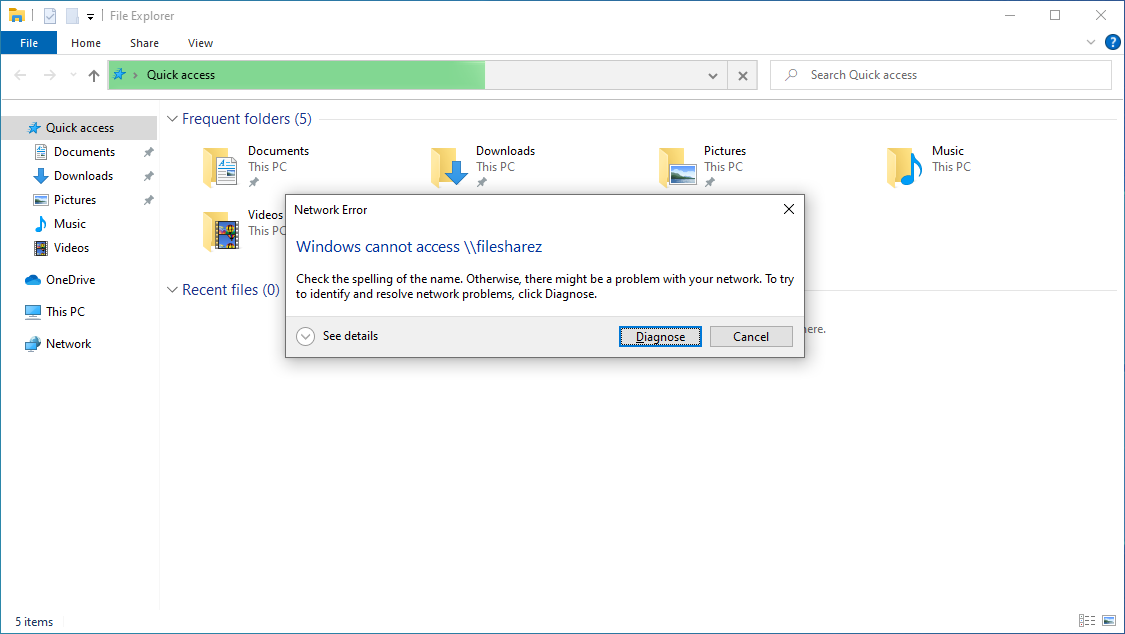 File Explorer
File Home Share View
Quick access
Search Quick access
Quick access
Documents
Downloads
Pictures
Music
Videos
OneDrive
This PC
Network
Frequent folders (5)
Documents
This PC
Downloads
This PC
Pictures
This PC
Music
This PC
Videos
This PC
Recent files (0)
here.
Network Error
Windows cannot access \\filesharez
Check the spelling of the name. Otherwise, there might be a problem with your network. To try
to identify and resolve network problems, click Diagnose.
See details
Diagnose
Cancel
5 items